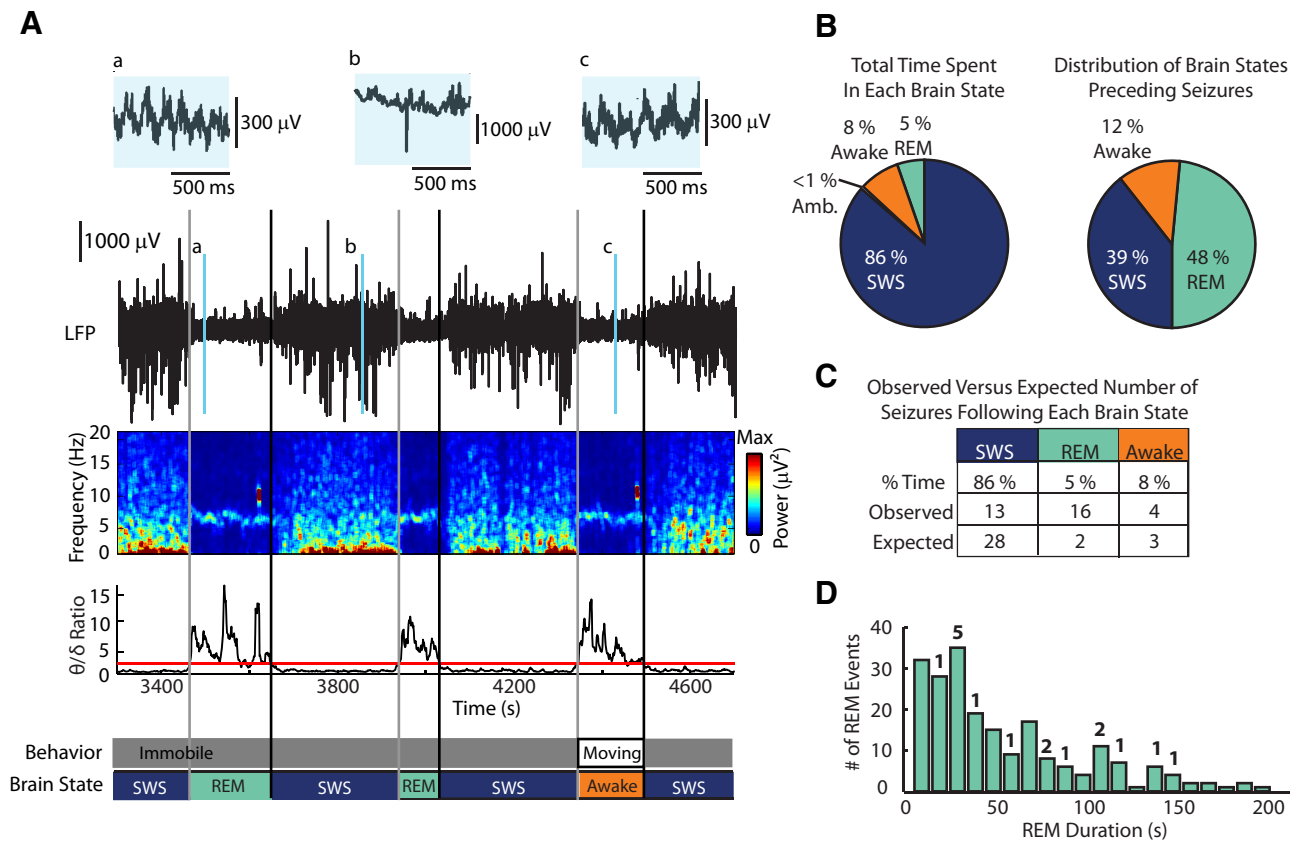 A
a
b
c
300 μV
1000 μV
300 μV
500 ms
500 ms
500 ms
1000 μV
a
b
c
LFP
20
15
10
5
0
Frequency (Hz)
Max
0
Power (μV²)
15
10
5
0
θ/δ Ratio
3400
3800
4200
4600
Time (s)
Behavior
Immobile
Moving
Brain State
SWS
REM
SWS
REM
SWS
Awake
SWS
B
Total Time Spent
In Each Brain State
8 %
Awake
5 %
REM
<1 %
Amb.
86 %
SWS
Distribution of Brain States
Preceding Seizures
12 %
Awake
39 %
SWS
48 %
REM
C
Observed Versus Expected Number of
Seizures Following Each Brain State
SWS REM Awake
% Time 86 % 5 % 8 %
Observed 13 16 4
Expected 28 2 3
D
40
30
20
10
0
# of REM Events
1
5
1
1
2
1
2
1
1
1
0
50
100
150
200
REM Duration (s)